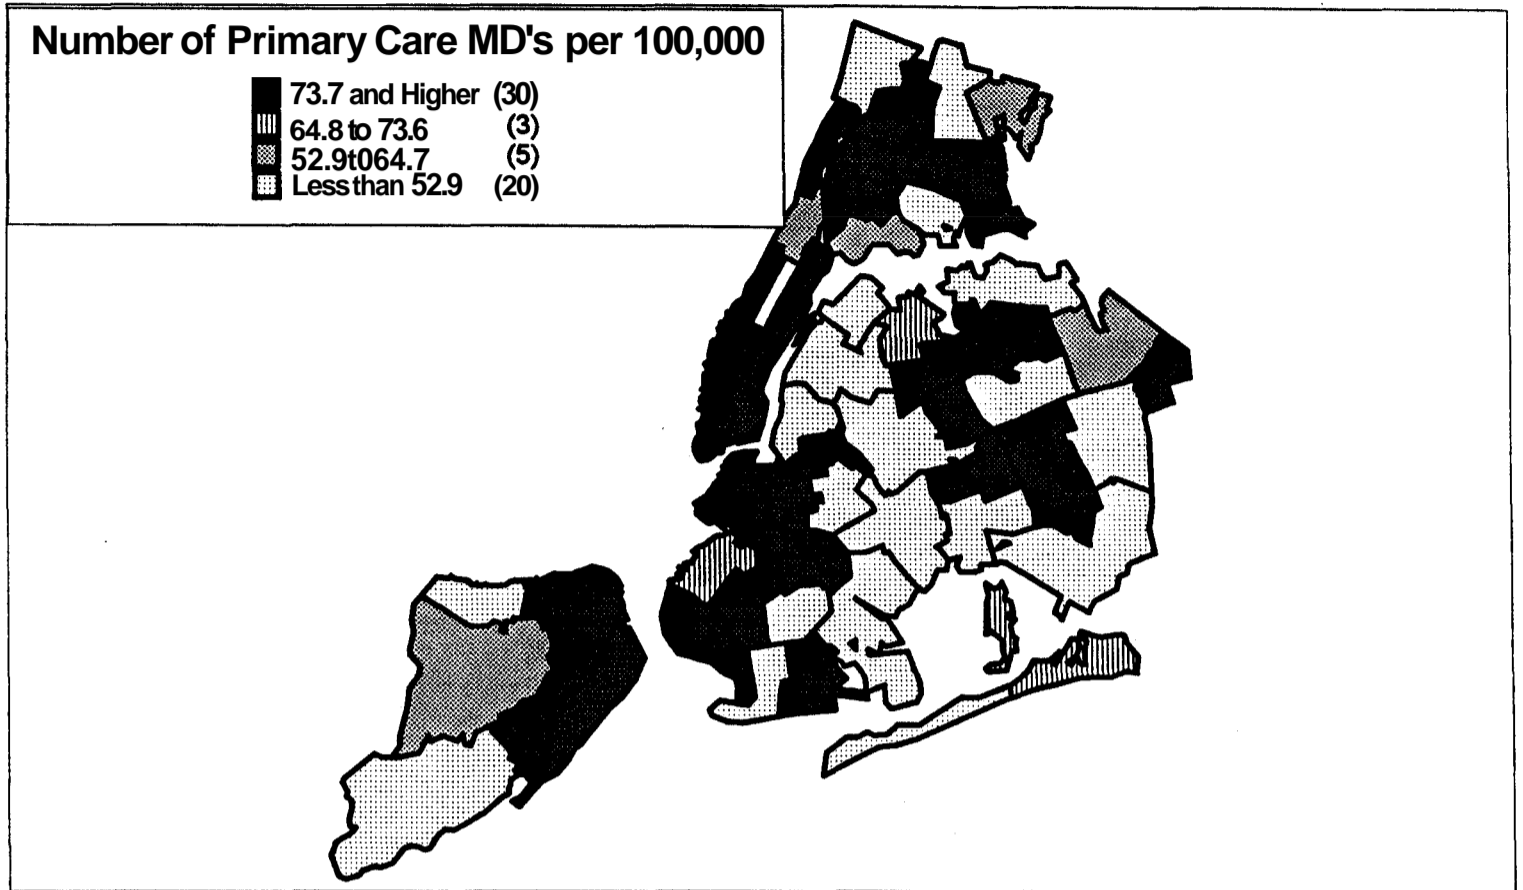 Number of Primary Care MD's per 100,000
73.7 and Higher (30)
64.8 to 73.6 (3)
52.9t064.7 (5)
Less than 52.9 (20)